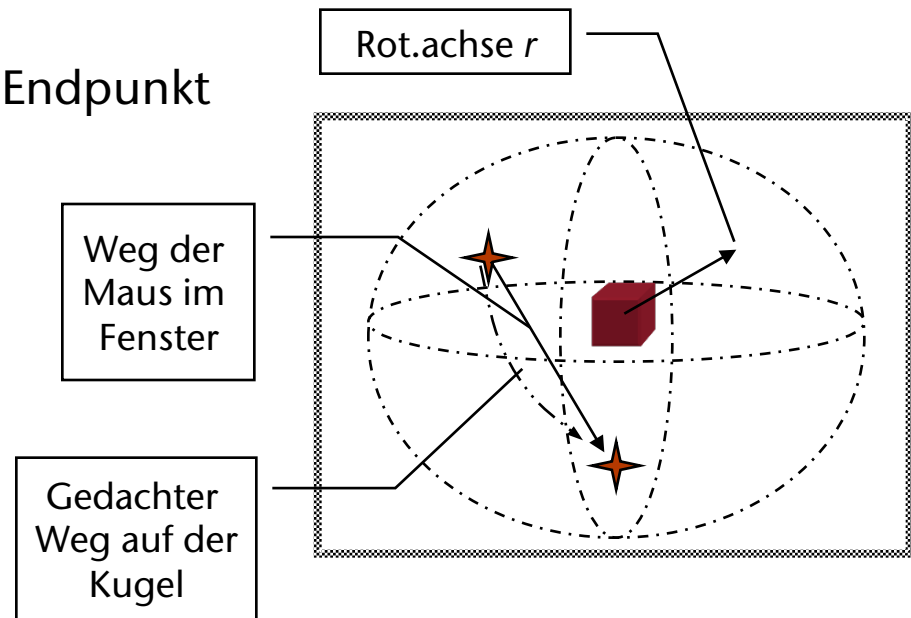 Rot.achse r
Endpunkt
Weg der
Maus im
Fenster
Gedachter
Weg auf der
Kugel